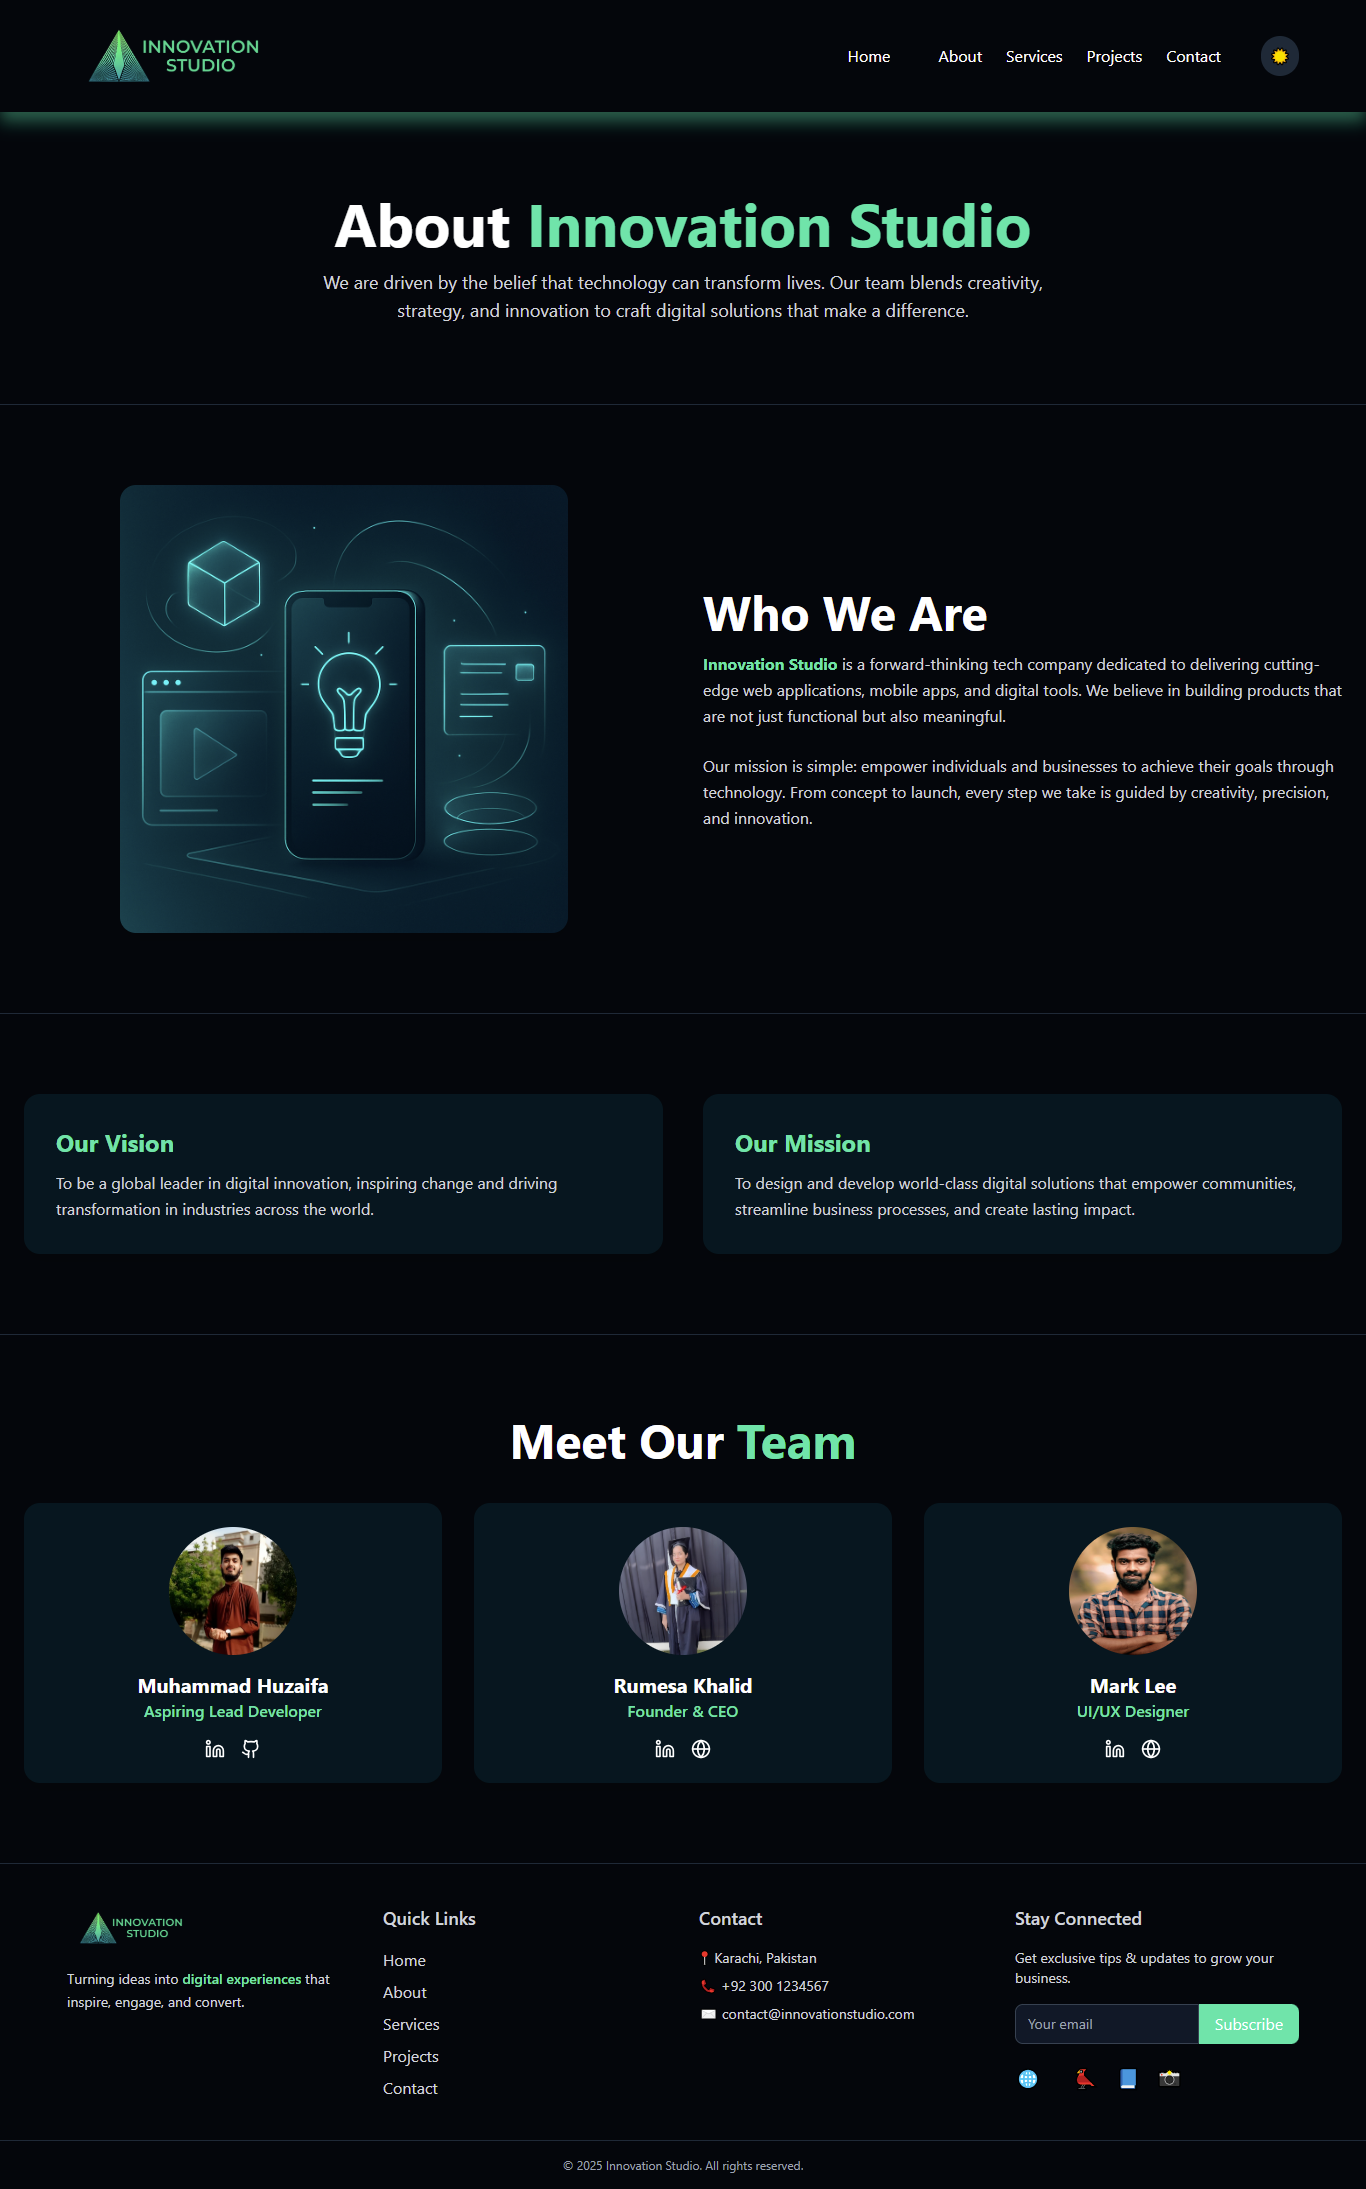 INNOVATION
STUDIO
Home
About
Services
Projects
Contact
About Innovation Studio
We are driven by the belief that technology can transform lives. Our team blends creativity,
strategy, and innovation to craft digital solutions that make a difference.
Who We Are
Innovation Studio is a forward-thinking tech company dedicated to delivering cutting-
edge web applications, mobile apps, and digital tools. We believe in building products that
are not just functional but also meaningful.
Our mission is simple: empower individuals and businesses to achieve their goals through
technology. From concept to launch, every step we take is guided by creativity, precision,
and innovation.
Our Vision
To be a global leader in digital innovation, inspiring change and driving
transformation in industries across the world.
Our Mission
To design and develop world-class digital solutions that empower communities,
streamline business processes, and create lasting impact.
Meet Our Team
Muhammad Huzaifa
Aspiring Lead Developer
Rumesa Khalid
Founder & CEO
Mark Lee
UI/UX Designer
INNOVATION
STUDIO
Turning ideas into digital experiences that
inspire, engage, and convert.
Quick Links
Home
About
Services
Projects
Contact
Contact
Karachi, Pakistan
+92 300 1234567
contact@innovationstudio.com
Stay Connected
Get exclusive tips & updates to grow your
business.
Your email
Subscribe
© 2025 Innovation Studio. All rights reserved.